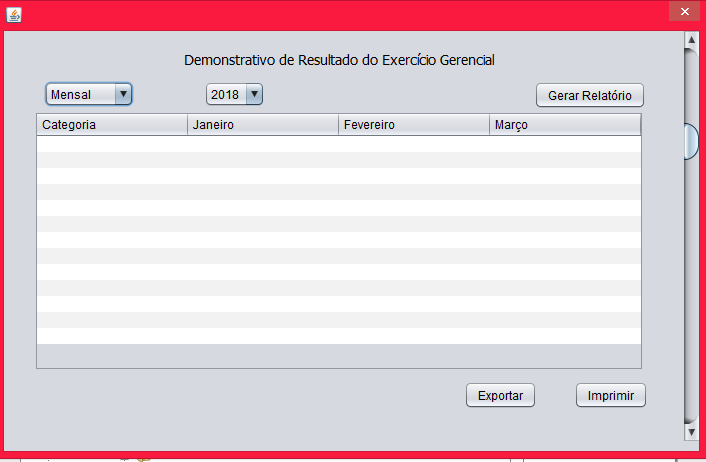 Demonstrativo de Resultado do Exercício Gerencial
Mensal 2018 Gerar Relatório
Categoria Janeiro Fevereiro Março
Exportar Imprimir